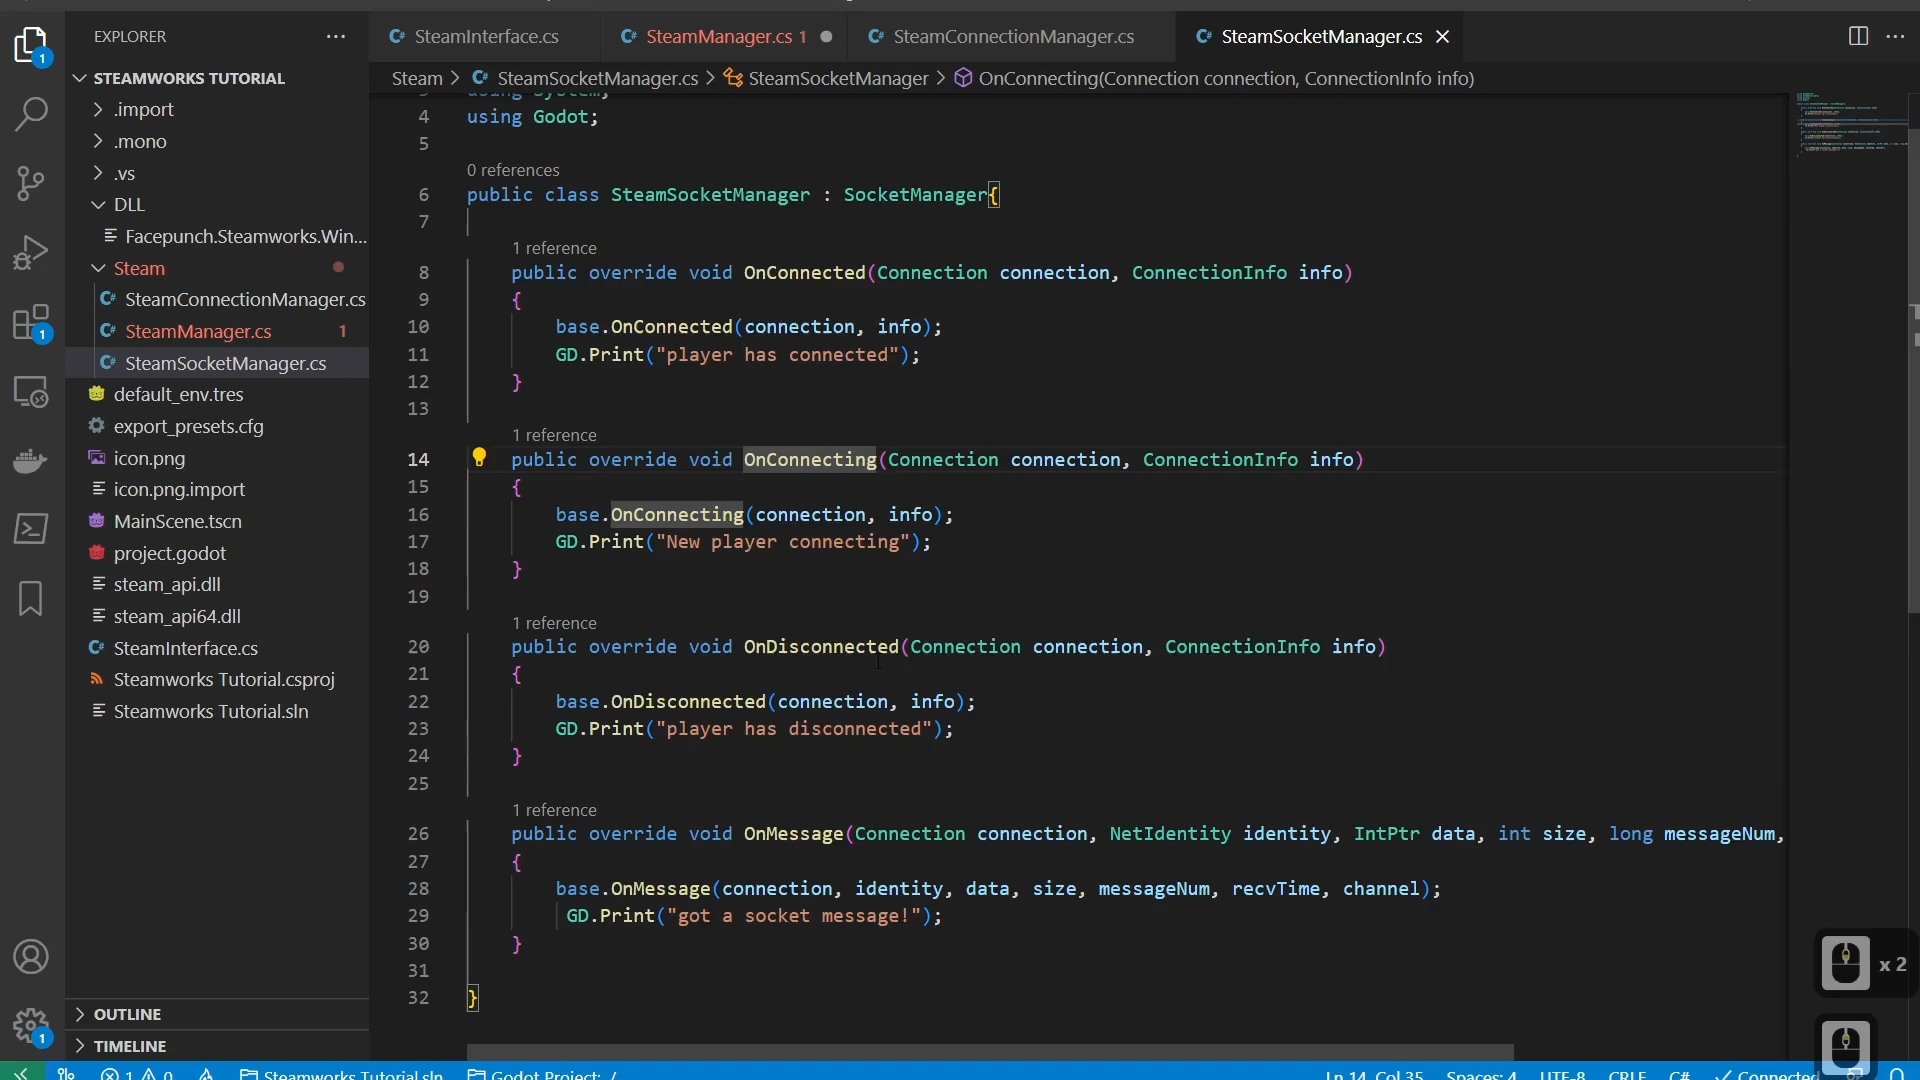 EXPLORER
SteamInterface.cs
SteamManager.cs 1
SteamConnectionManager.cs
SteamSocketManager.cs
STEAMWORKS TUTORIAL
.import
.mono
.vs
DLL
Facepunch.Steamworks.Win...
Steam
SteamConnectionManager.cs
SteamManager.cs 1
SteamSocketManager.cs
default_env.tres
export_presets.cfg
icon.png
icon.png.import
MainScene.tscn
project.godot
steam_api.dll
steam_api64.dll
SteamInterface.cs
Steamworks Tutorial.csproj
Steamworks Tutorial.sln
OUTLINE
TIMELINE
1
1
1
Steam > SteamSocketManager.cs > SteamSocketManager > OnConnecting(Connection connection, ConnectionInfo info)
using System;
4 using Godot;
5
0 references
6 public class SteamSocketManager : SocketManager{
7
1 reference
8 public override void OnConnected(Connection connection, ConnectionInfo info)
9 {
10 base.OnConnected(connection, info);
11 GD.Print("player has connected");
12 }
13
1 reference
14 public override void OnConnecting(Connection connection, ConnectionInfo info)
15 {
16 base.OnConnecting(connection, info);
17 GD.Print("New player connecting");
18 }
19
1 reference
20 public override void OnDisconnected(Connection connection, ConnectionInfo info)
21 {
22 base.OnDisconnected(connection, info);
23 GD.Print("player has disconnected");
24 }
25
1 reference
26 public override void OnMessage(Connection connection, NetIdentity identity, IntPtr data, int size, long messageNum,
27 {
28 base.OnMessage(connection, identity, data, size, messageNum, recvTime, channel);
29 GD.Print("got a socket message!");
30 }
31
32 }
x 2
1 0 Steamworks Tutorial.sln Godot Project: / Ln 14, Col 35 Spaces: 4 UTF-8 CRLF C# Connected